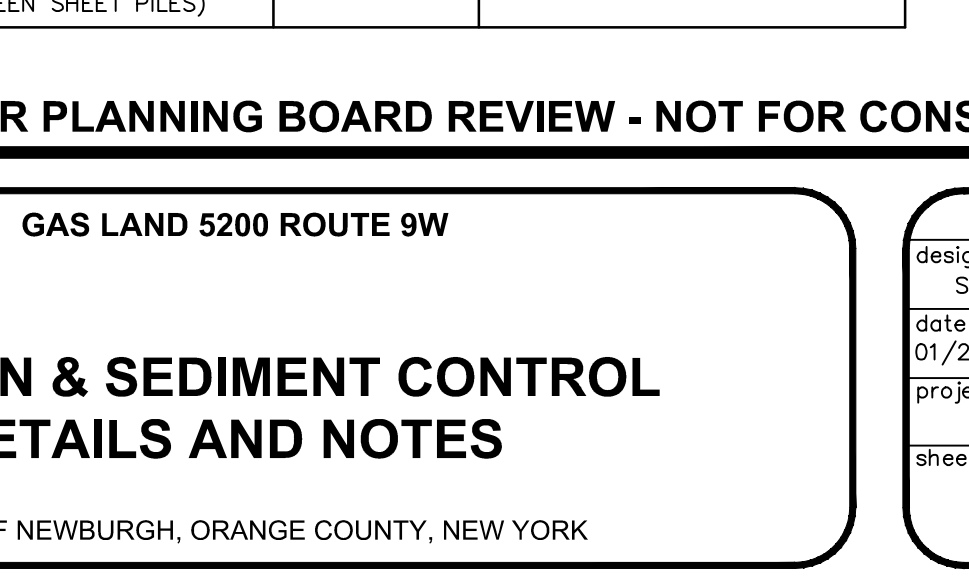 EEN SHEET PILES)
R PLANNING BOARD REVIEW - NOT FOR CONS
GAS LAND 5200 ROUTE 9W
N & SEDIMENT CONTROL
ETAILS AND NOTES
F NEWBURGH, ORANGE COUNTY, NEW YORK
desig
S
date
01/2
proje
shee